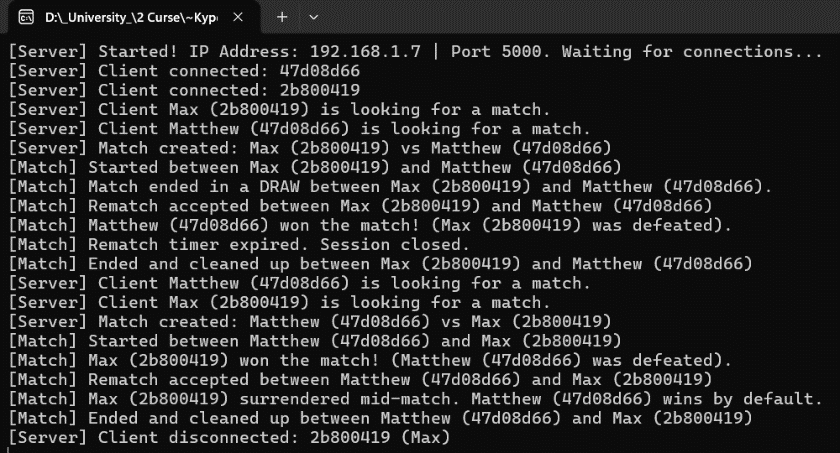 D:\_University_\2 Curse\~Kyp
[Server] Started! IP Address: 192.168.1.7 | Port 5000. Waiting for connections...
[Server] Client connected: 47d08d66
[Server] Client connected: 2b800419
[Server] Client Max (2b800419) is looking for a match.
[Server] Client Matthew (47d08d66) is looking for a match.
[Server] Match created: Max (2b800419) vs Matthew (47d08d66)
[Match] Started between Max (2b800419) and Matthew (47d08d66)
[Match] Match ended in a DRAW between Max (2b800419) and Matthew (47d08d66).
[Match] Rematch accepted between Max (2b800419) and Matthew (47d08d66)
[Match] Matthew (47d08d66) won the match! (Max (2b800419) was defeated).
[Match] Rematch timer expired. Session closed.
[Match] Ended and cleaned up between Max (2b800419) and Matthew (47d08d66)
[Server] Client Matthew (47d08d66) is looking for a match.
[Server] Client Max (2b800419) is looking for a match.
[Server] Match created: Matthew (47d08d66) vs Max (2b800419)
[Match] Started between Matthew (47d08d66) and Max (2b800419)
[Match] Max (2b800419) won the match! (Matthew (47d08d66) was defeated).
[Match] Rematch accepted between Matthew (47d08d66) and Max (2b800419)
[Match] Max (2b800419) surrendered mid-match. Matthew (47d08d66) wins by default.
[Match] Ended and cleaned up between Matthew (47d08d66) and Max (2b800419)
[Server] Client disconnected: 2b800419 (Max)